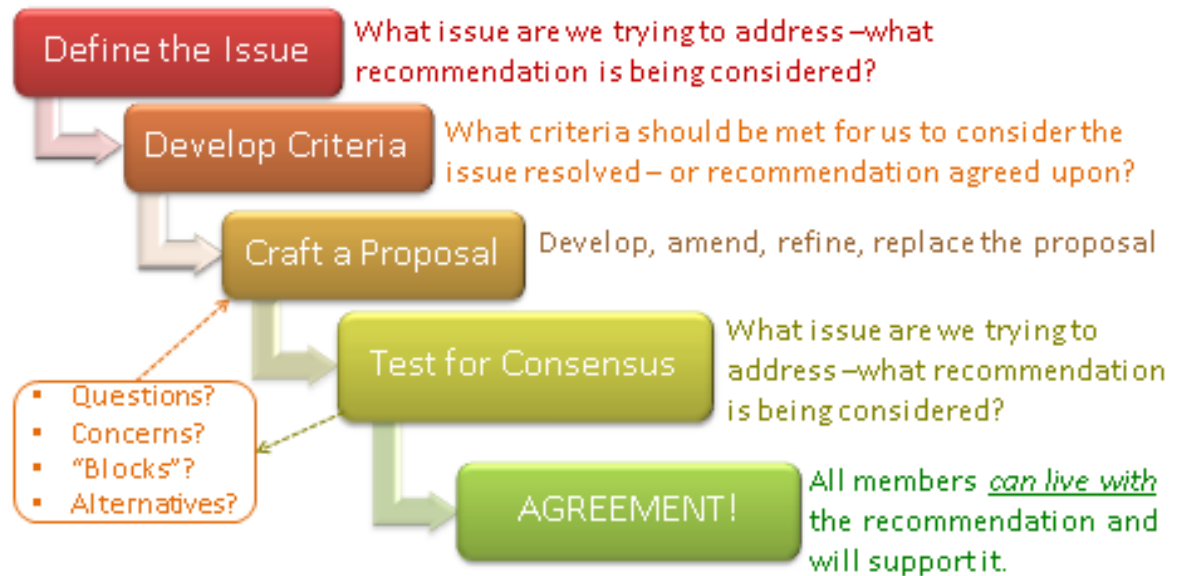 Define the Issue
What issue are we trying to address –what
recommendation is being considered?
Develop Criteria
What criteria should be met for us to consider the
issue resolved – or recommendation agreed upon?
Craft a Proposal
Develop, amend, refine, replace the proposal
Test for Consensus
What issue are we trying to
address –what recommendation
is being considered?
▪ Questions?
▪ Concerns?
▪ “Blocks”?
▪ Alternatives?
AGREEMENT!
All members can live with
the recommendation and
will support it.